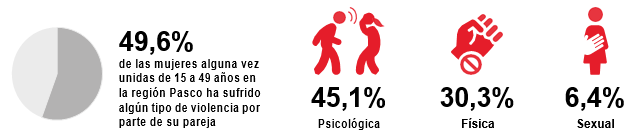 49,6%
de las mujeres alguna vez
unidas de 15 a 49 años en
la región Pasco ha sufrido
algún tipo de violencia por
parte de su pareja
45,1%
Psicológica
30,3%
Física
6,4%
Sexual